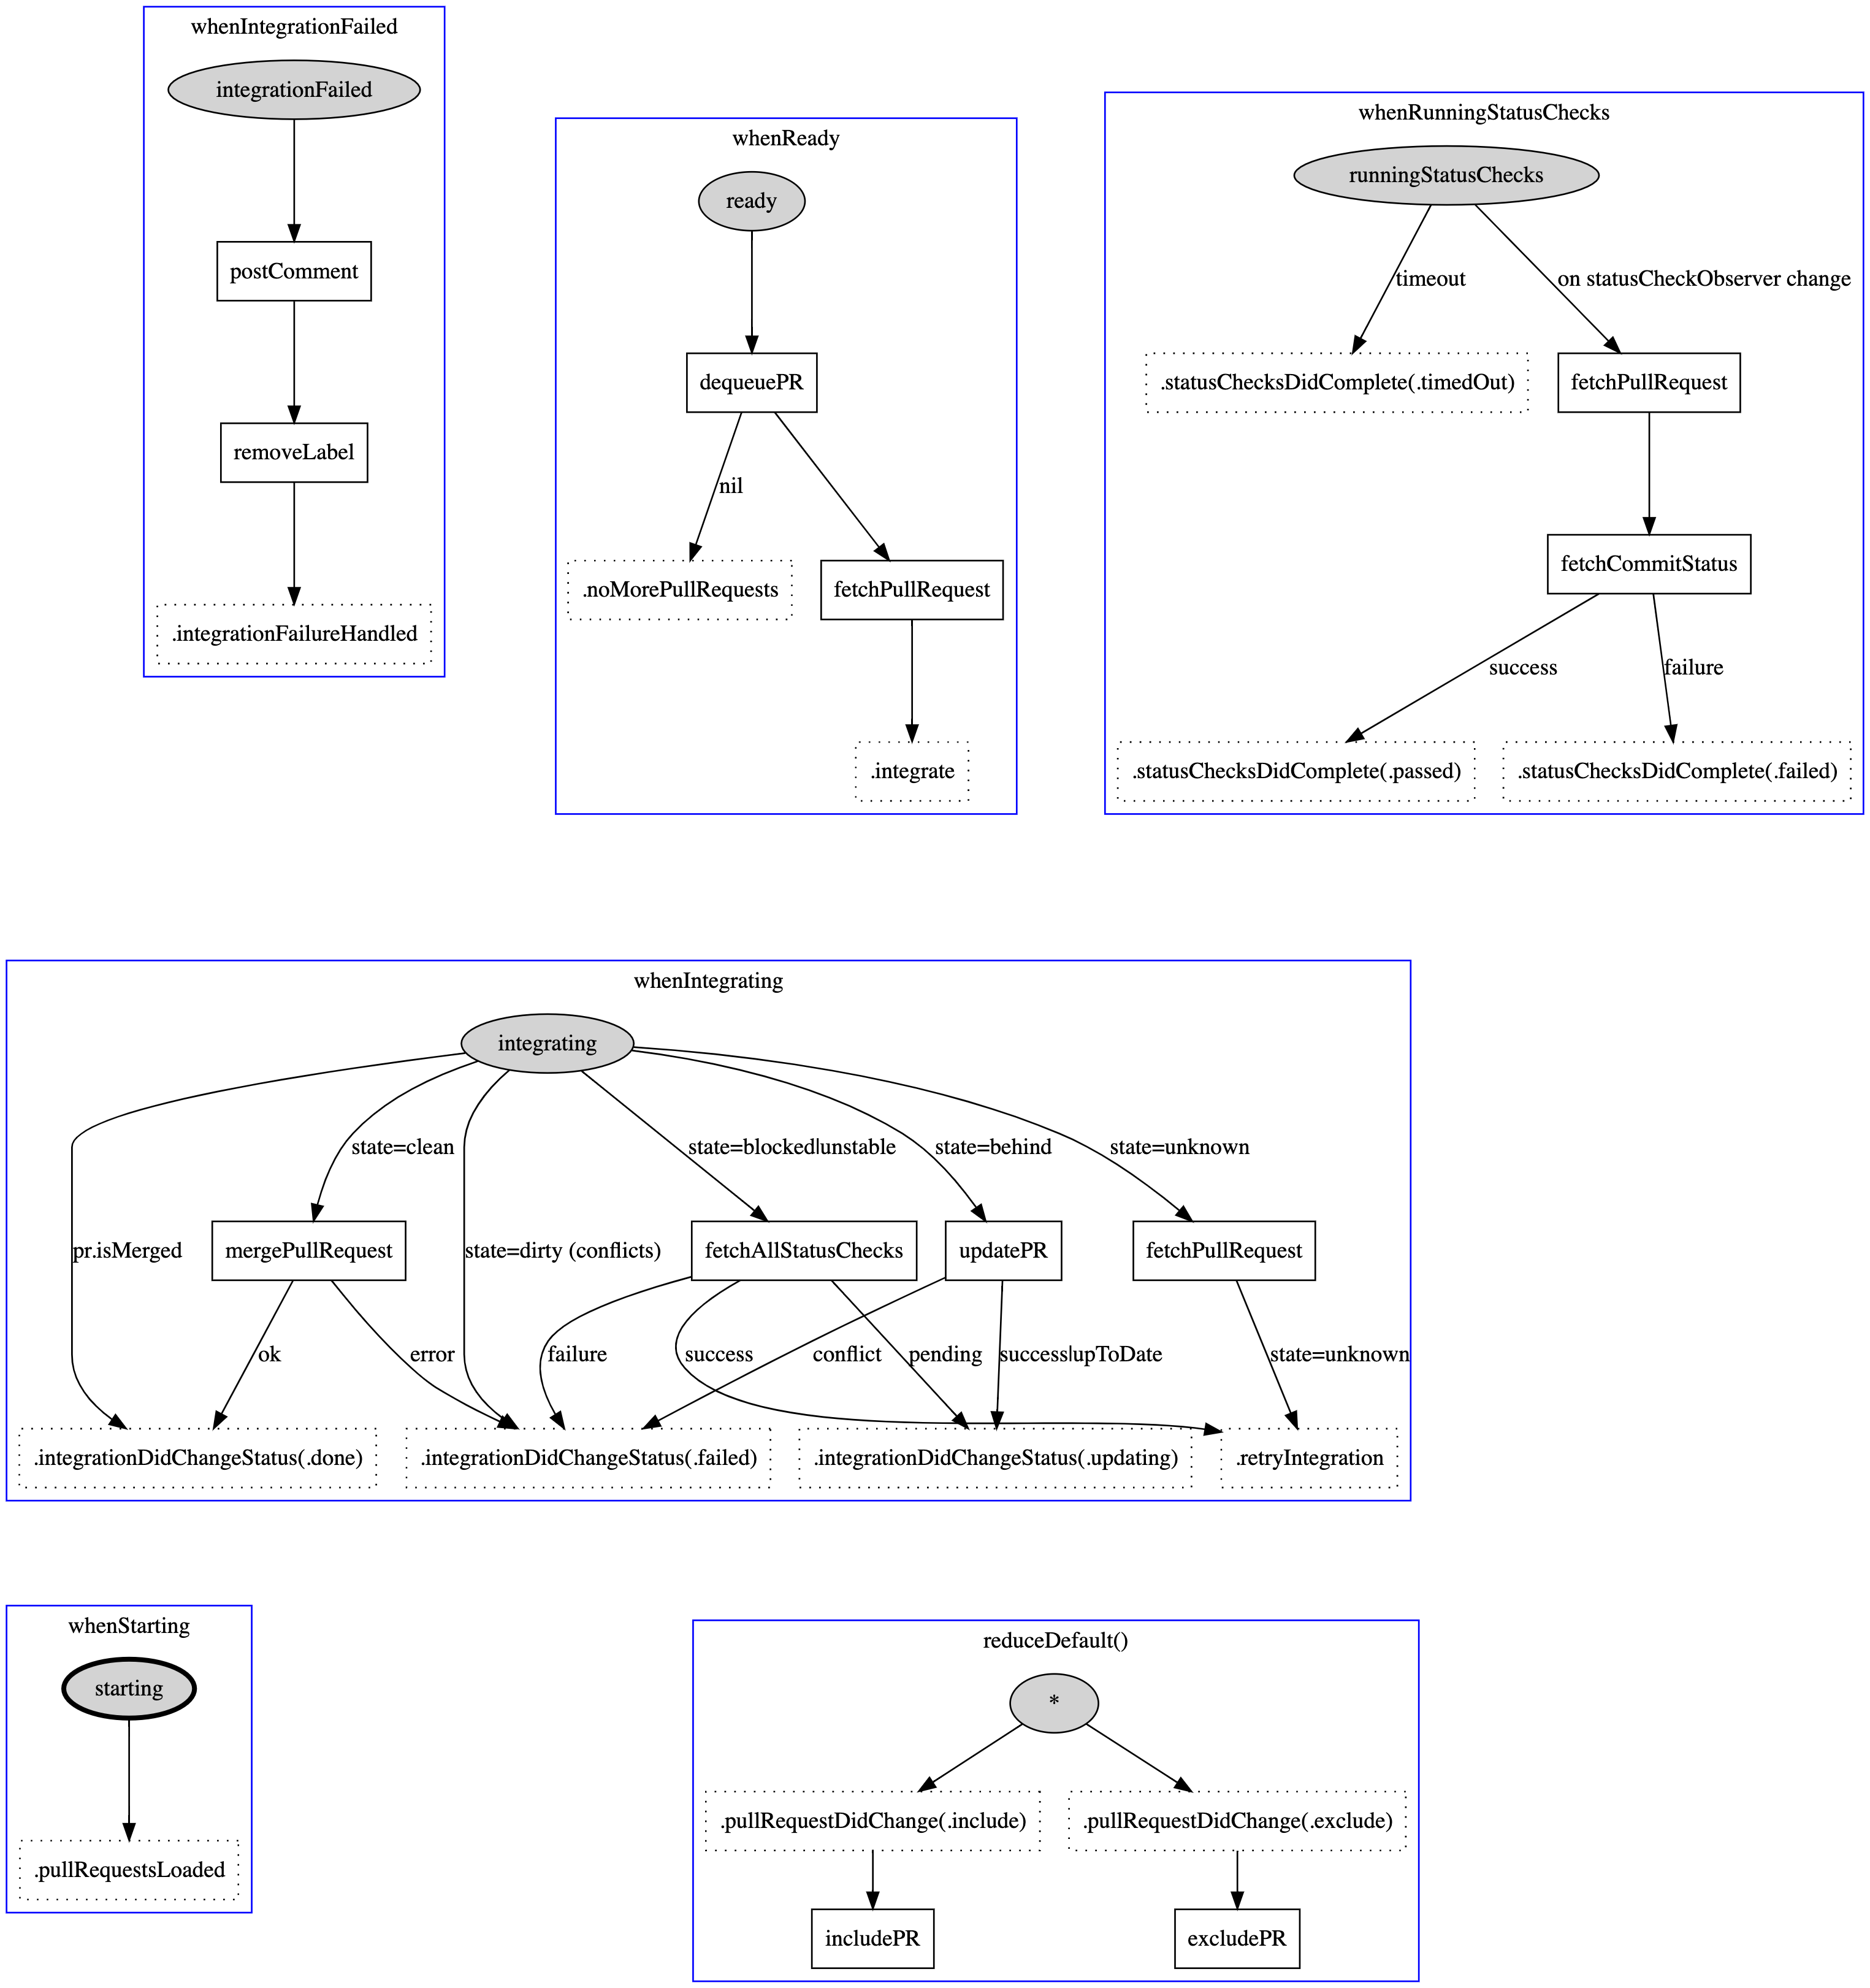 whenIntegrationFailed
integrationFailed
postComment
removeLabel
.integrationFailureHandled
whenReady
ready
dequeuePR
nil
.noMorePullRequests
fetchPullRequest
.integrate
whenRunningStatusChecks
runningStatusChecks
timeout
on statusCheckObserver change
.statusChecksDidComplete(.timedOut)
fetchPullRequest
fetchCommitStatus
success
failure
.statusChecksDidComplete(.passed)
.statusChecksDidComplete(.failed)
whenIntegrating
integrating
state=clean
state=blocked|unstable
state=behind
state=unknown
pr.isMerged
mergePullRequest
state=dirty (conflicts)
fetchAllStatusChecks
updatePR
fetchPullRequest
ok
error
failure
success
conflict
pending
success|upToDate
state=unknown
.integrationDidChangeStatus(.done)
.integrationDidChangeStatus(.failed)
.integrationDidChangeStatus(.updating)
.retryIntegration
whenStarting
starting
.pullRequestsLoaded
reduceDefault()
*
.pullRequestDidChange(.include)
.pullRequestDidChange(.exclude)
includePR
excludePR